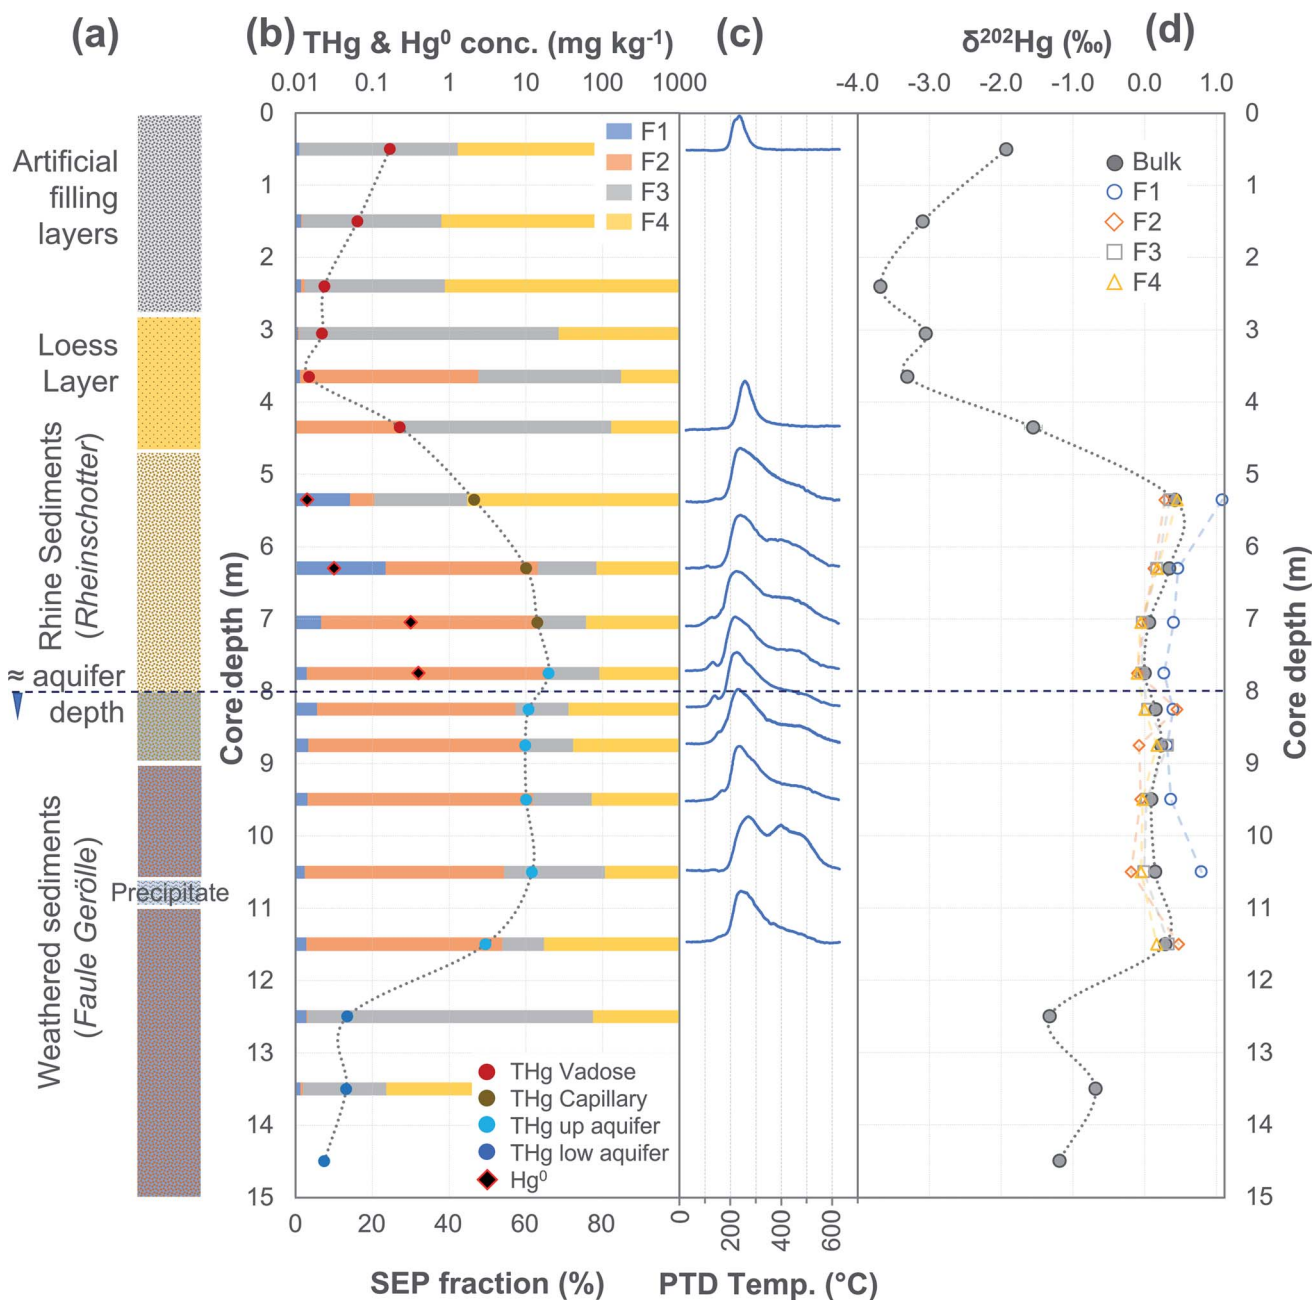 (a)
(b)
(c)
(d)
THg & Hg⁰ conc. (mg kg⁻¹)
δ²⁰²Hg (‰)
0.01 0.1 1 10 100 1000
-4.0 -3.0 -2.0 -1.0 0.0 1.0
Artificial
filling
layers
Loess
Layer
Rhine Sediments
(Rheinschotter)
≈ aquifer
depth
Weathered sediments
(Faule Gerölle)
Precipitate
Core depth (m)
0
1
2
3
4
5
6
7
8
9
10
11
12
13
14
15
F1
F2
F3
F4
THg Vadose
THg Capillary
THg up aquifer
THg low aquifer
Hg⁰
0 20 40 60 80
SEP fraction (%)
0 200 400 600
PTD Temp. (°C)
Bulk
F1
F2
F3
F4
0
1
2
3
4
5
6
7
8
9
10
11
12
13
14
15
Core depth (m)